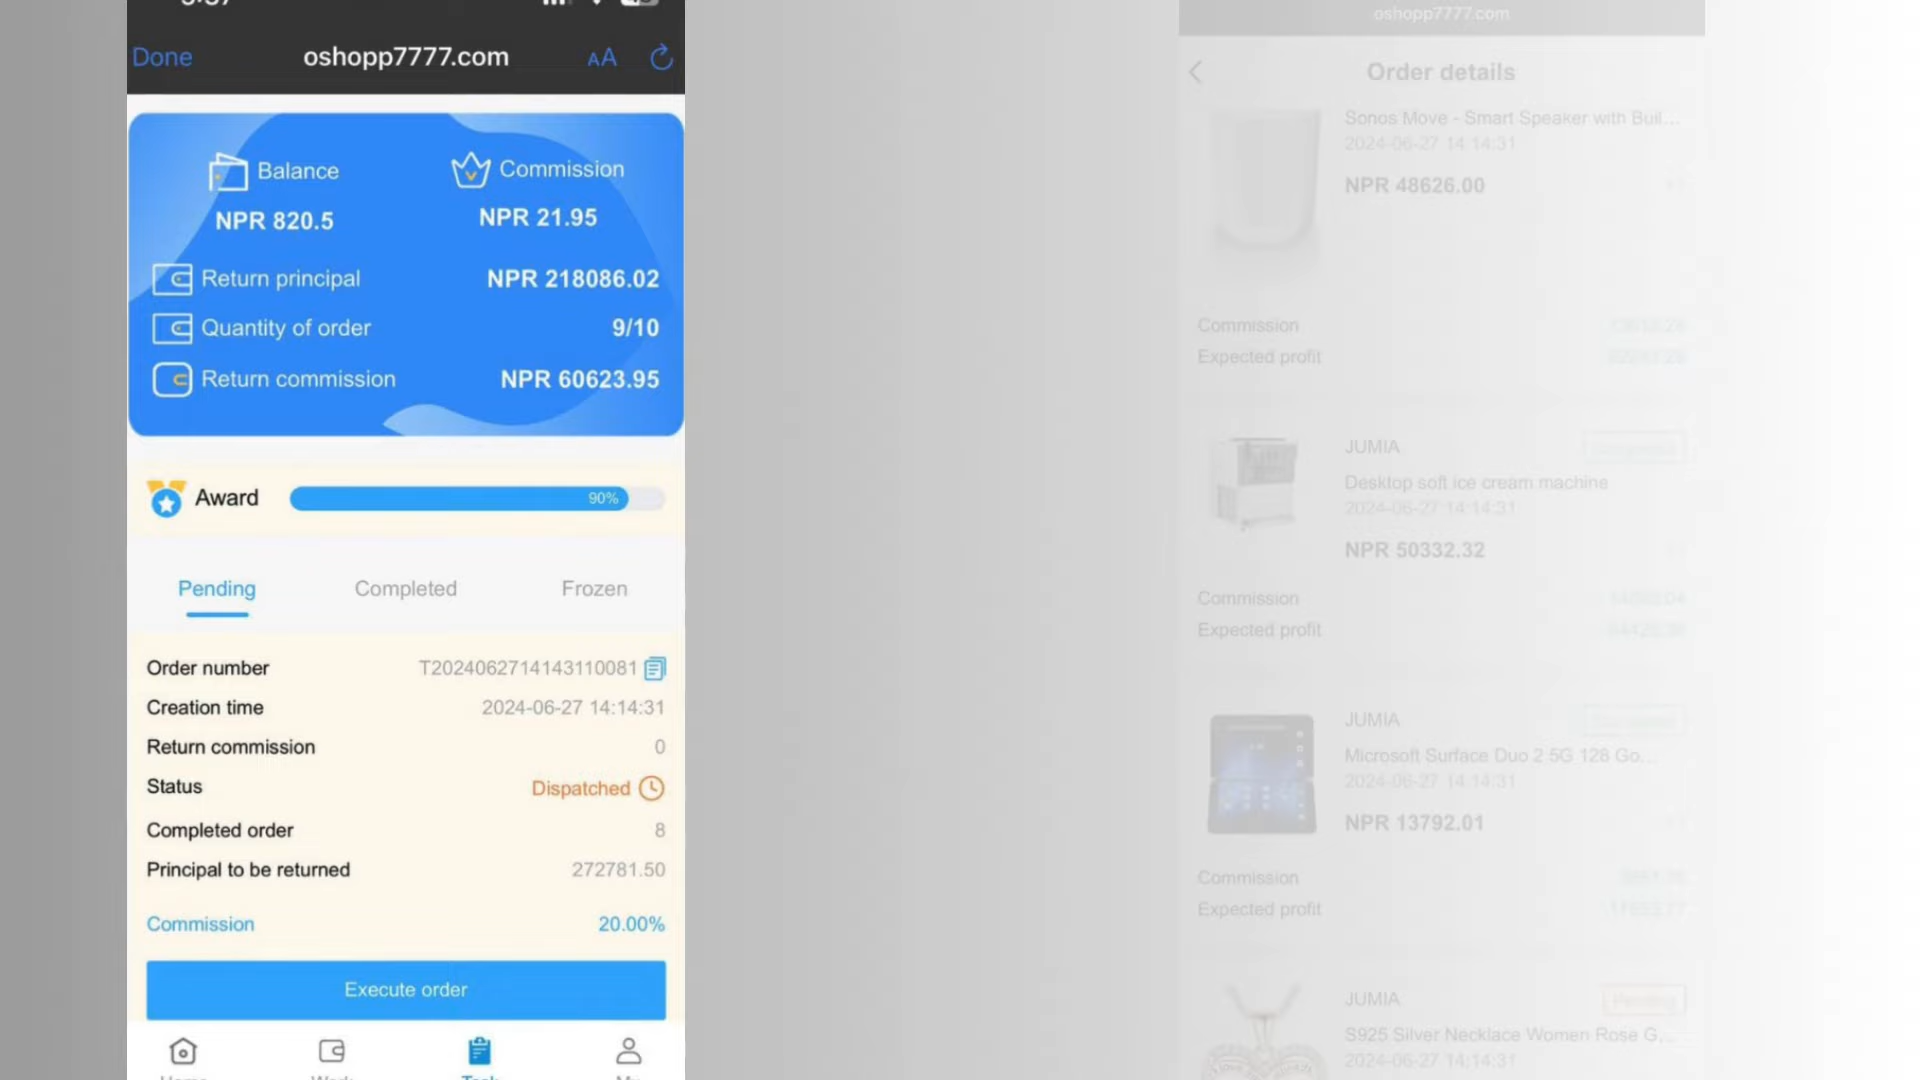 Done
oshopp7777.com
AA
Balance
Commission
NPR 820.5
NPR 21.95
Return principal
NPR 218086.02
Quantity of order
9/10
Return commission
NPR 60623.95
Award
90%
Pending
Completed
Frozen
Order number
T2024062714143110081
Creation time
2024-06-27 14:14:31
Return commission
0
Status
Dispatched
Completed order
8
Principal to be returned
272781.50
Commission
20.00%
Execute order
oshopp7777.com
Order details
Sonos Move - Smart Speaker with Buil...
2024-06-27 14:14:31
NPR 48626.00
Commission
Expected profit
JUMIA
Desktop soft ice cream machine
2024-06-27 14:14:31
NPR 50332.32
Commission
Expected profit
JUMIA
Microsoft Surface Duo 2 5G 128 Go...
2024-06-27 14:14:31
NPR 13792.01
Commission
Expected profit
JUMIA
Pending
S925 Silver Necklace Women Rose G...
2024-06-27 14:14:31